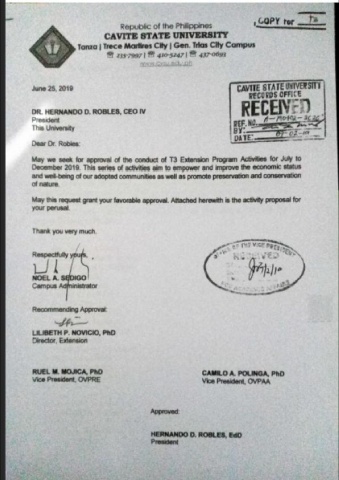 COPY for
Republic of the Philippines
CAVITE STATE UNIVERSITY
Tanza | Trece Martires City | Gen. Trias City Campus
www.cvsu.edu.ph
June 25, 2019
CAVITE STATE UNIVERSITY
RECORDS OFFICE
RECEIVED
REF. NO.
BY:
DATE:
DR. HERNANDO D. ROBLES, CEO IV
President
This University
Dear Dr. Robles:
May we seek for approval of the conduct of T3 Extension Program Activities for July to
December 2019. This series of activities aim to empower and improve the economic status
and well-being of our adopted communities as well as promote preservation and conservation
of nature.
May this request grant your favorable approval. Attached herewith is the activity proposal for
your perusal.
Thank you very much.
Respectfully yours,
NOEL A. SEDIGO
Campus Administrator
OFFICE OF THE VICE PRESIDENT
RECEIVED
Recommending Approval:
LILIBETH P. NOVICIO, PhD
Director, Extension
RUEL M. MOJICA, PhD
Vice President, OVPRE
CAMILO A. POLINGA, PhD
Vice President, OVPAA
Approved:
HERNANDO D. ROBLES, EdD
President